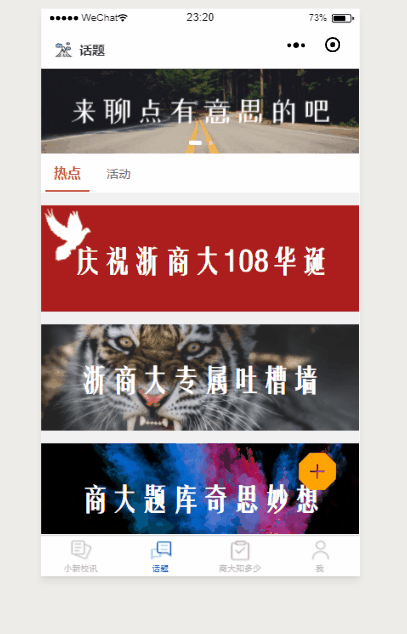 ●●●●● WeChat 23:20 73%
话题
来聊点有意思的吧
热点 活动
庆祝浙商大108华诞
浙商大专属吐槽墙
商大题库奇思妙想
小新校讯 话题 商大知多少 我